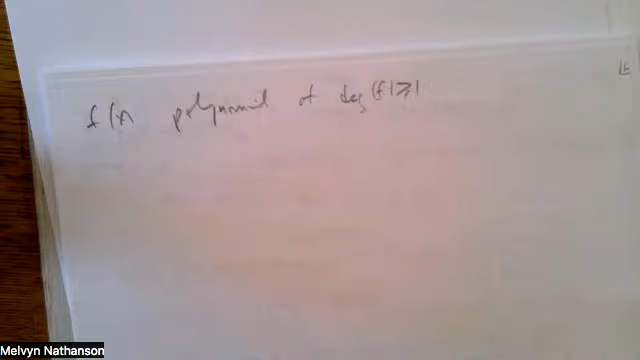 f(x) polynomial of deg(f) ≥ 1
Melvyn Nathanson